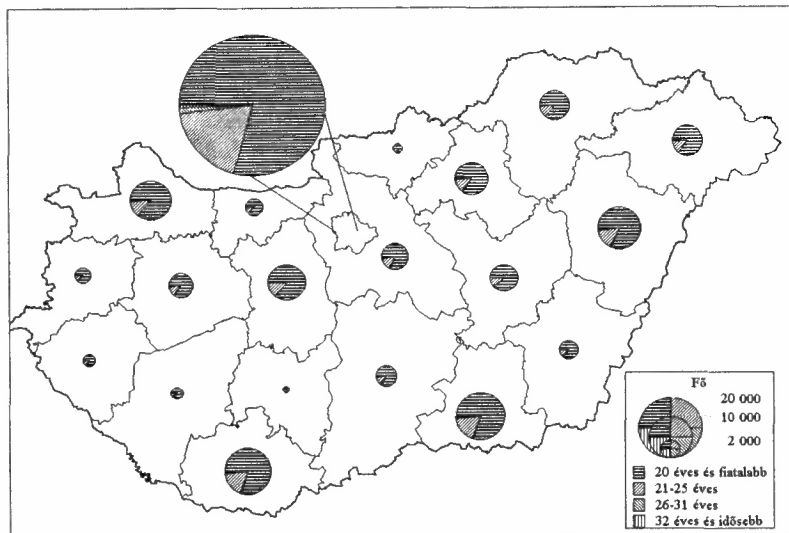 Fő
20 000
10 000
2 000
20 éves és fiatalabb
21-25 éves
26-31 éves
32 éves és idősebb